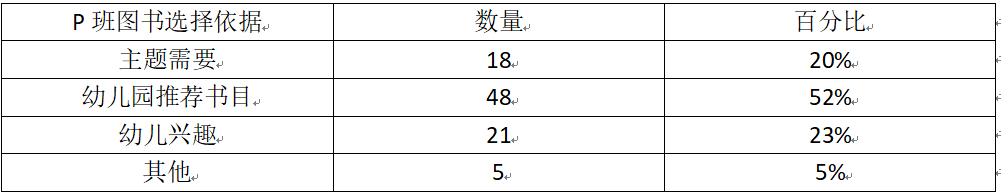 P 班图书选择依据 数量 百分比
主题需要 18 20%
幼儿园推荐书目 48 52%
幼儿兴趣 21 23%
其他 5 5%